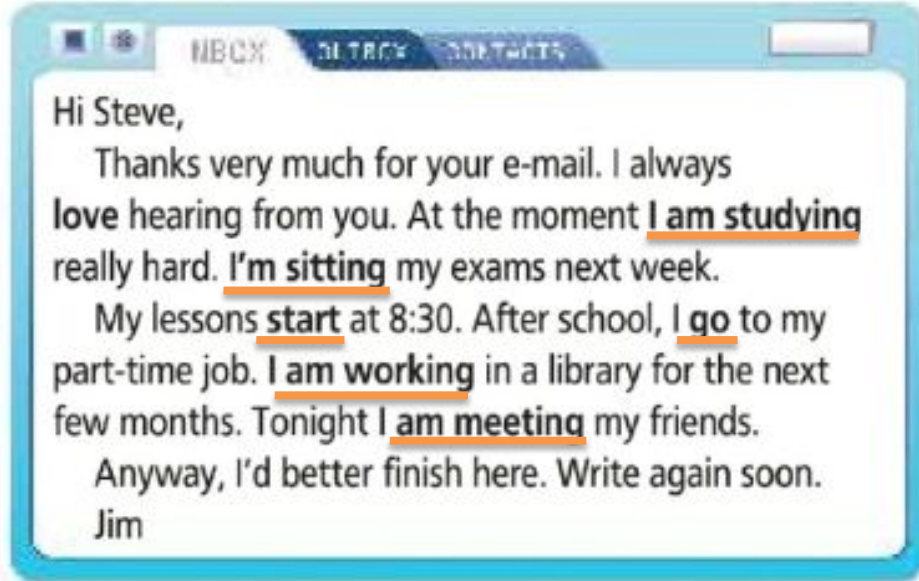 Hi Steve,
Thanks very much for your e-mail. I always
love hearing from you. At the moment I am studying
really hard. I'm sitting my exams next week.
My lessons start at 8:30. After school, I go to my
part-time job. I am working in a library for the next
few months. Tonight I am meeting my friends.
Anyway, I'd better finish here. Write again soon.
Jim